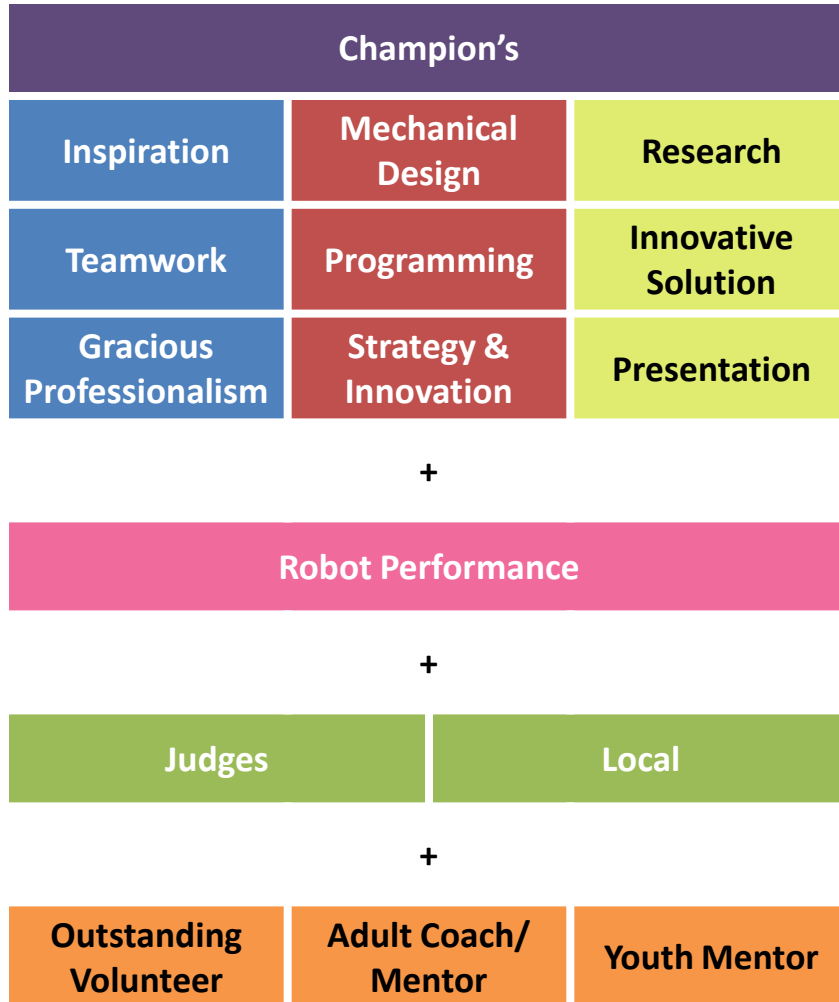 Champion’s
Inspiration
Mechanical
Design
Research
Teamwork
Programming
Innovative
Solution
Gracious
Professionalism
Strategy &
Innovation
Presentation
+
Robot Performance
+
Judges
Local
+
Outstanding
Volunteer
Adult Coach/
Mentor
Youth Mentor